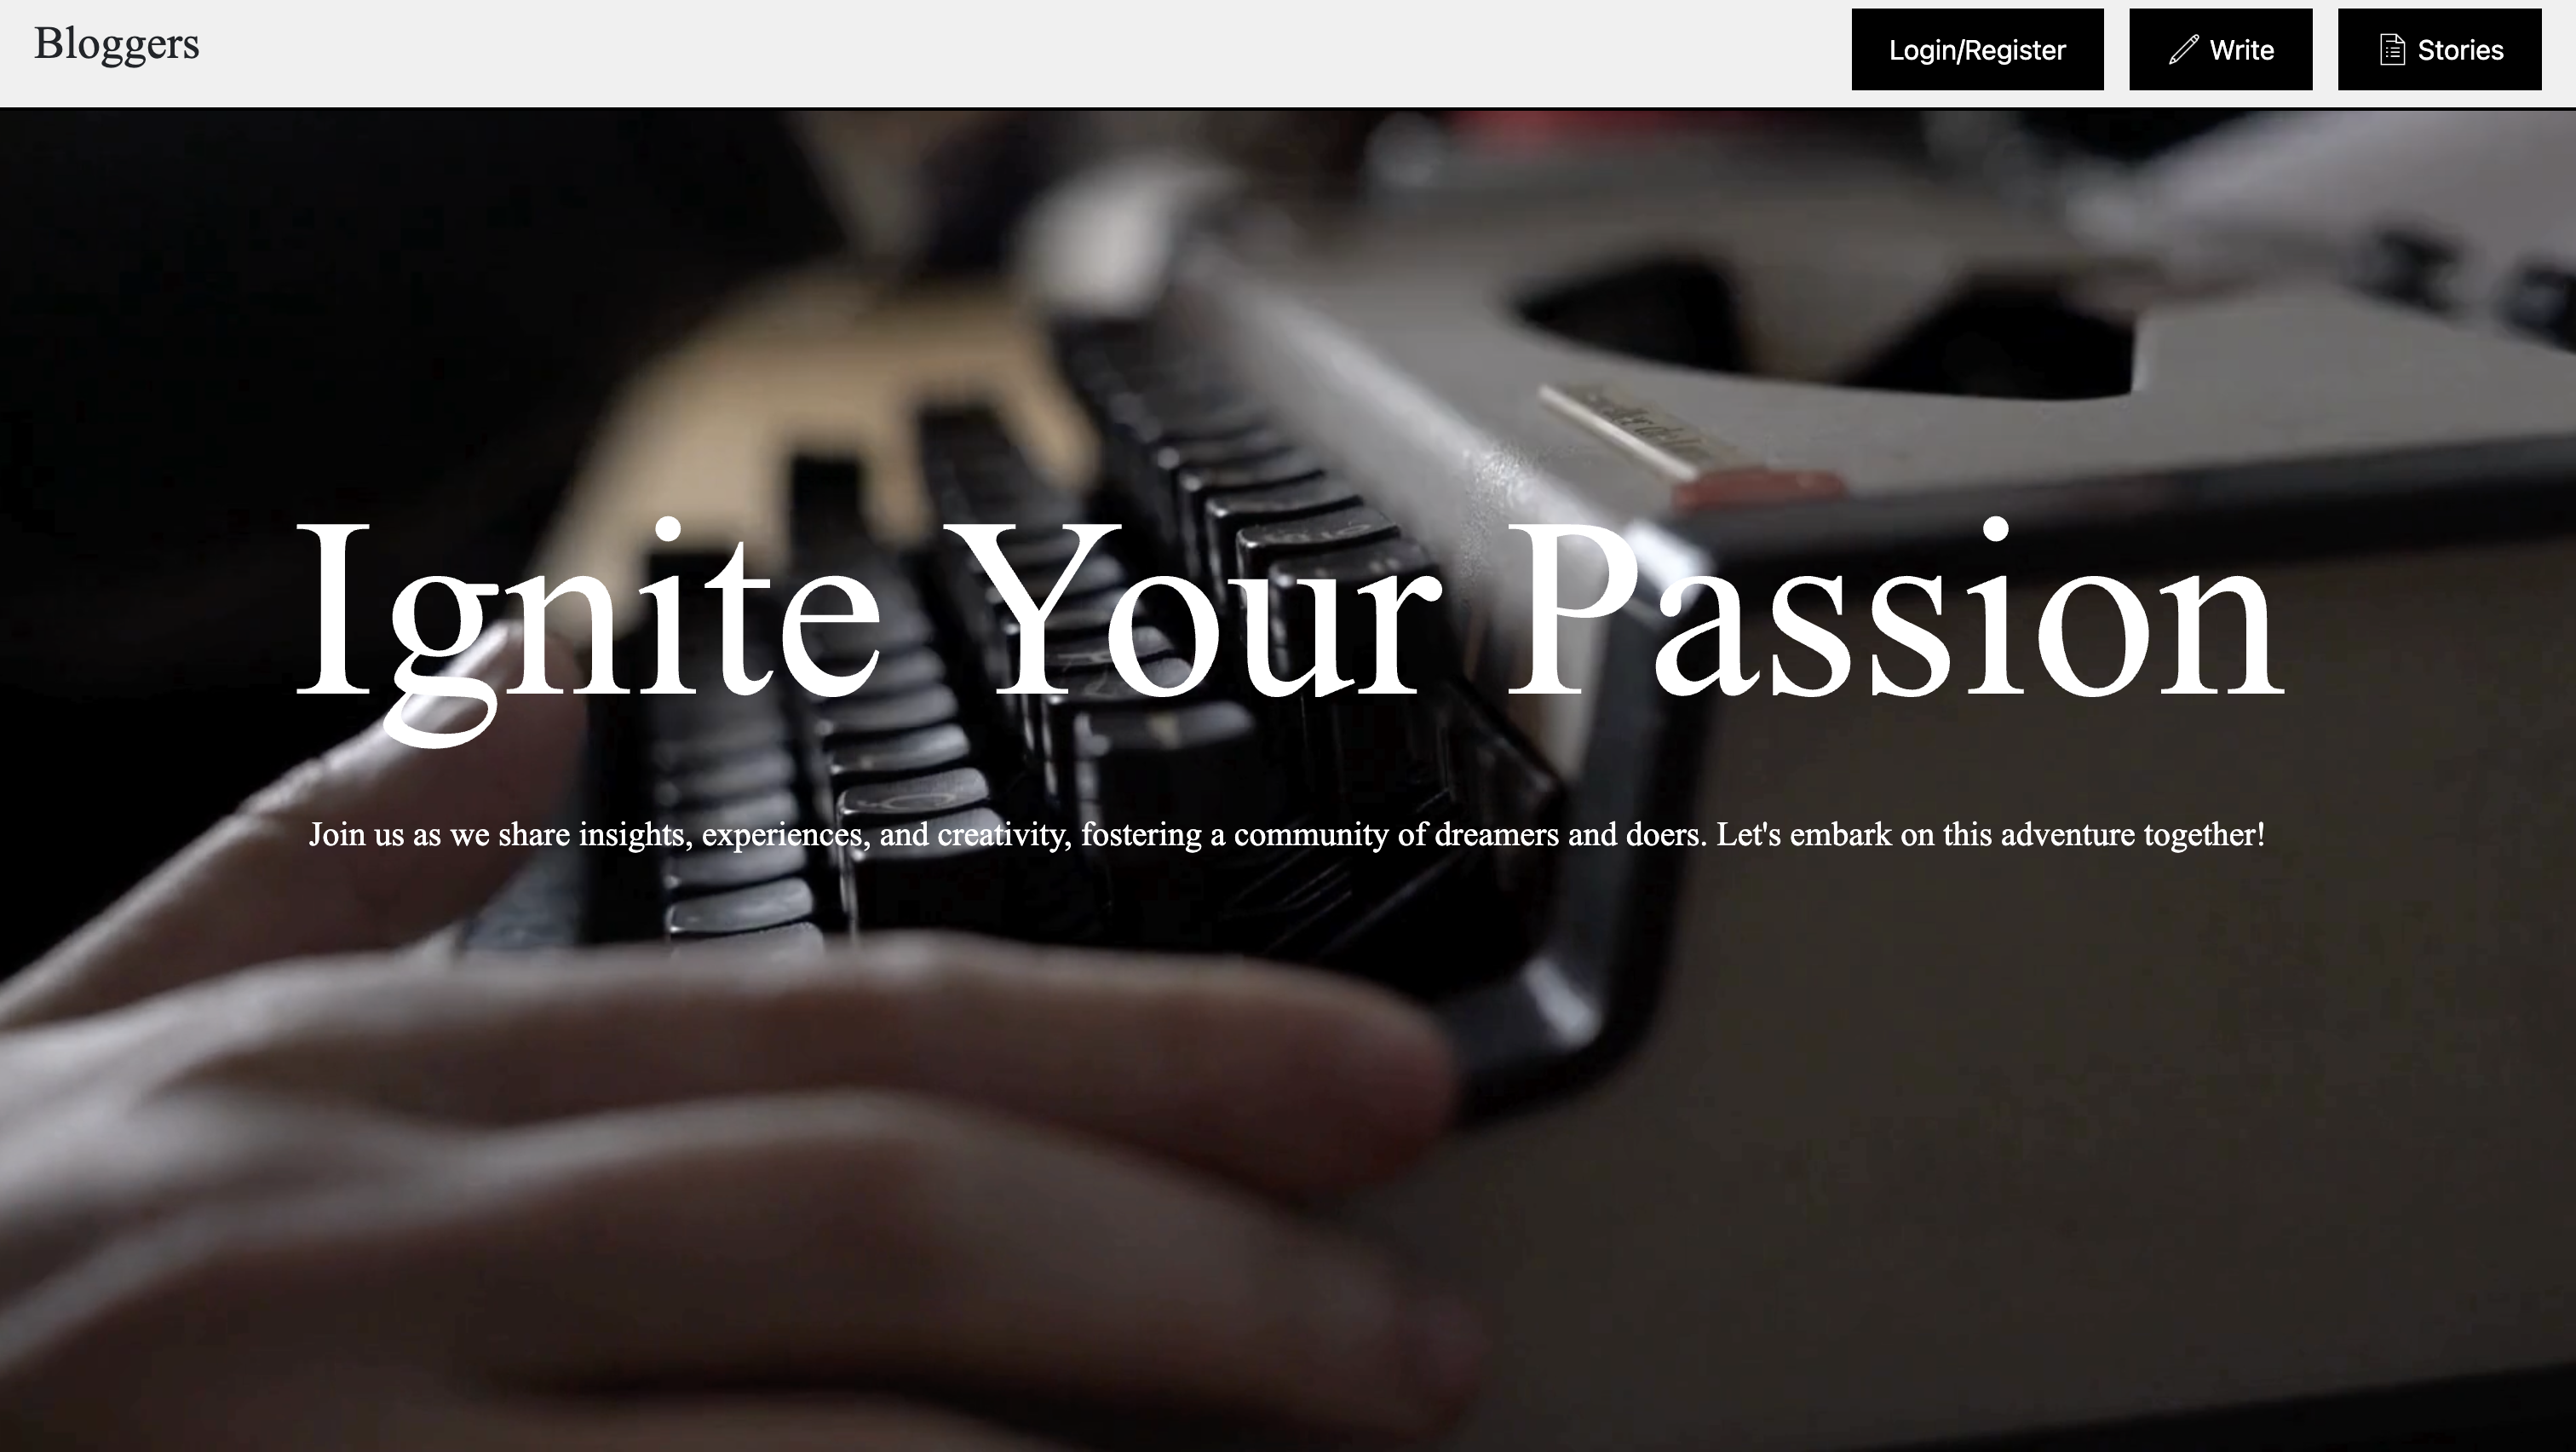 Bloggers
Login/Register
Write
Stories
Ignite Your Passion
Join us as we share insights, experiences, and creativity, fostering a community of dreamers and doers. Let's embark on this adventure together!